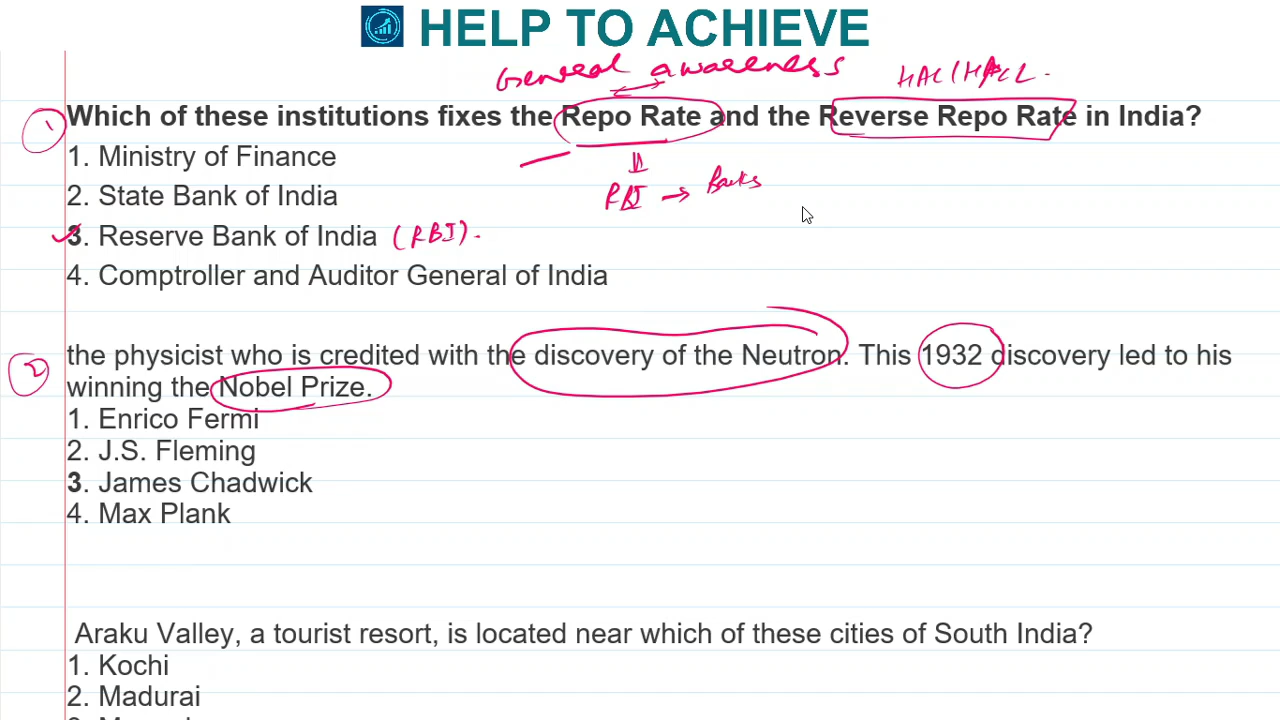 HELP TO ACHIEVE
General awareness
Which of these institutions fixes the Repo Rate and the Reverse Repo Rate in India?
1. Ministry of Finance
2. State Bank of India
RBI → Banks
3. Reserve Bank of India (RBI).
4. Comptroller and Auditor General of India
2
the physicist who is credited with the discovery of the Neutron. This 1932 discovery led to his
winning the Nobel Prize.
1. Enrico Fermi
2. J.S. Fleming
3. James Chadwick
4. Max Plank
Araku Valley, a tourist resort, is located near which of these cities of South India?
1. Kochi
2. Madurai